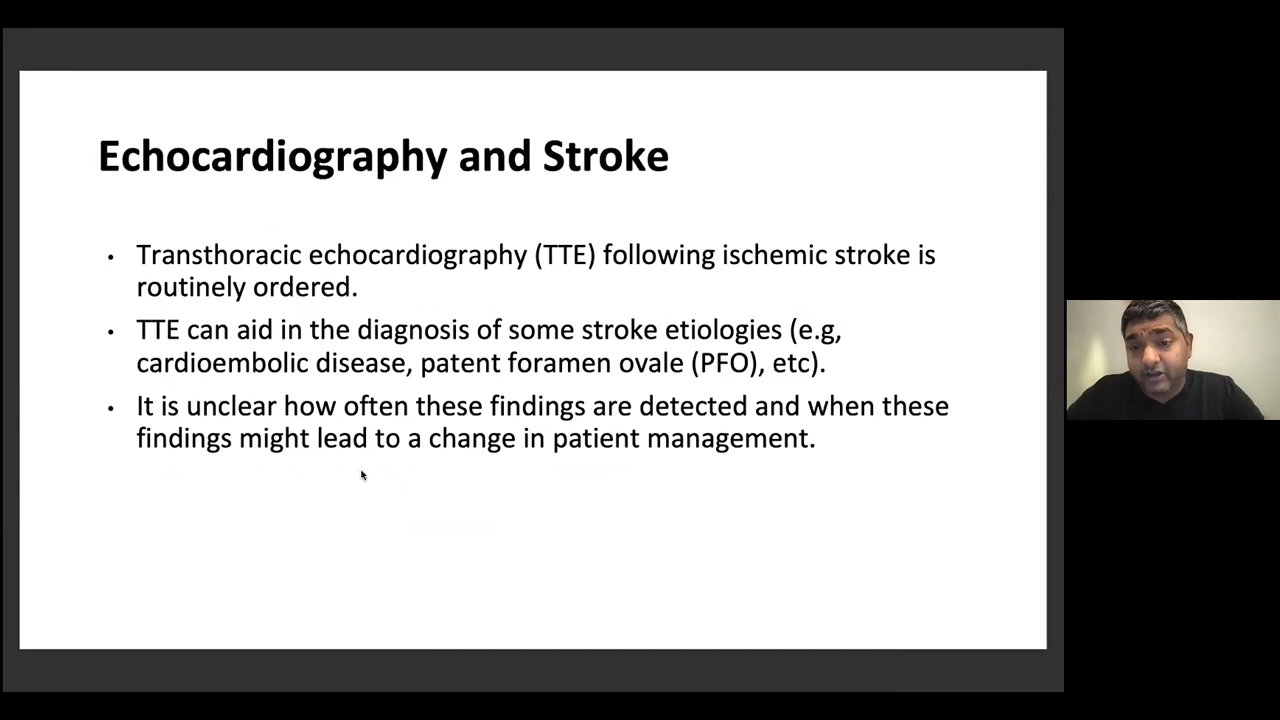 Echocardiography and Stroke
• Transthoracic echocardiography (TTE) following ischemic stroke is
routinely ordered.
• TTE can aid in the diagnosis of some stroke etiologies (e.g,
cardioembolic disease, patent foramen ovale (PFO), etc).
• It is unclear how often these findings are detected and when these
findings might lead to a change in patient management.